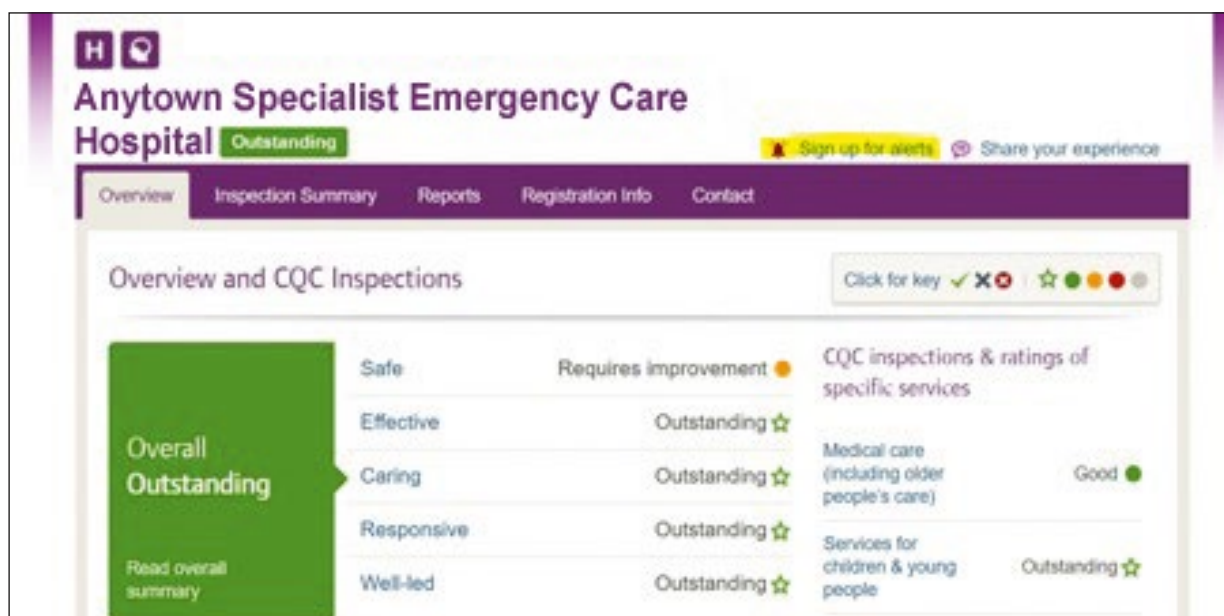 H
Anytown Specialist Emergency Care
Hospital Outstanding
Sign up for alerts Share your experience
Overview Inspection Summary Reports Registration Info Contact
Overview and CQC Inspections
Click for key
Overall
Outstanding
Read overall
summary
Safe Requires improvement
Effective Outstanding
Caring Outstanding
Responsive Outstanding
Well-led Outstanding
CQC inspections & ratings of
specific services
Medical care
(including older
people's care)
Good
Services for
children & young
people
Outstanding